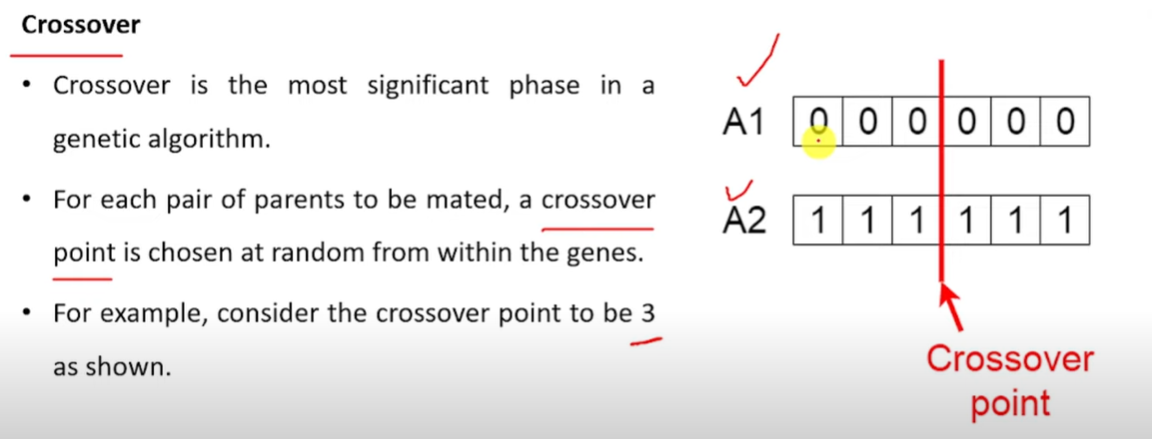 Crossover
• Crossover is the most significant phase in a
genetic algorithm.
• For each pair of parents to be mated, a crossover
point is chosen at random from within the genes.
• For example, consider the crossover point to be 3
as shown.
A1 0 0 0 0 0 0
A2 1 1 1 1 1 1
Crossover
point